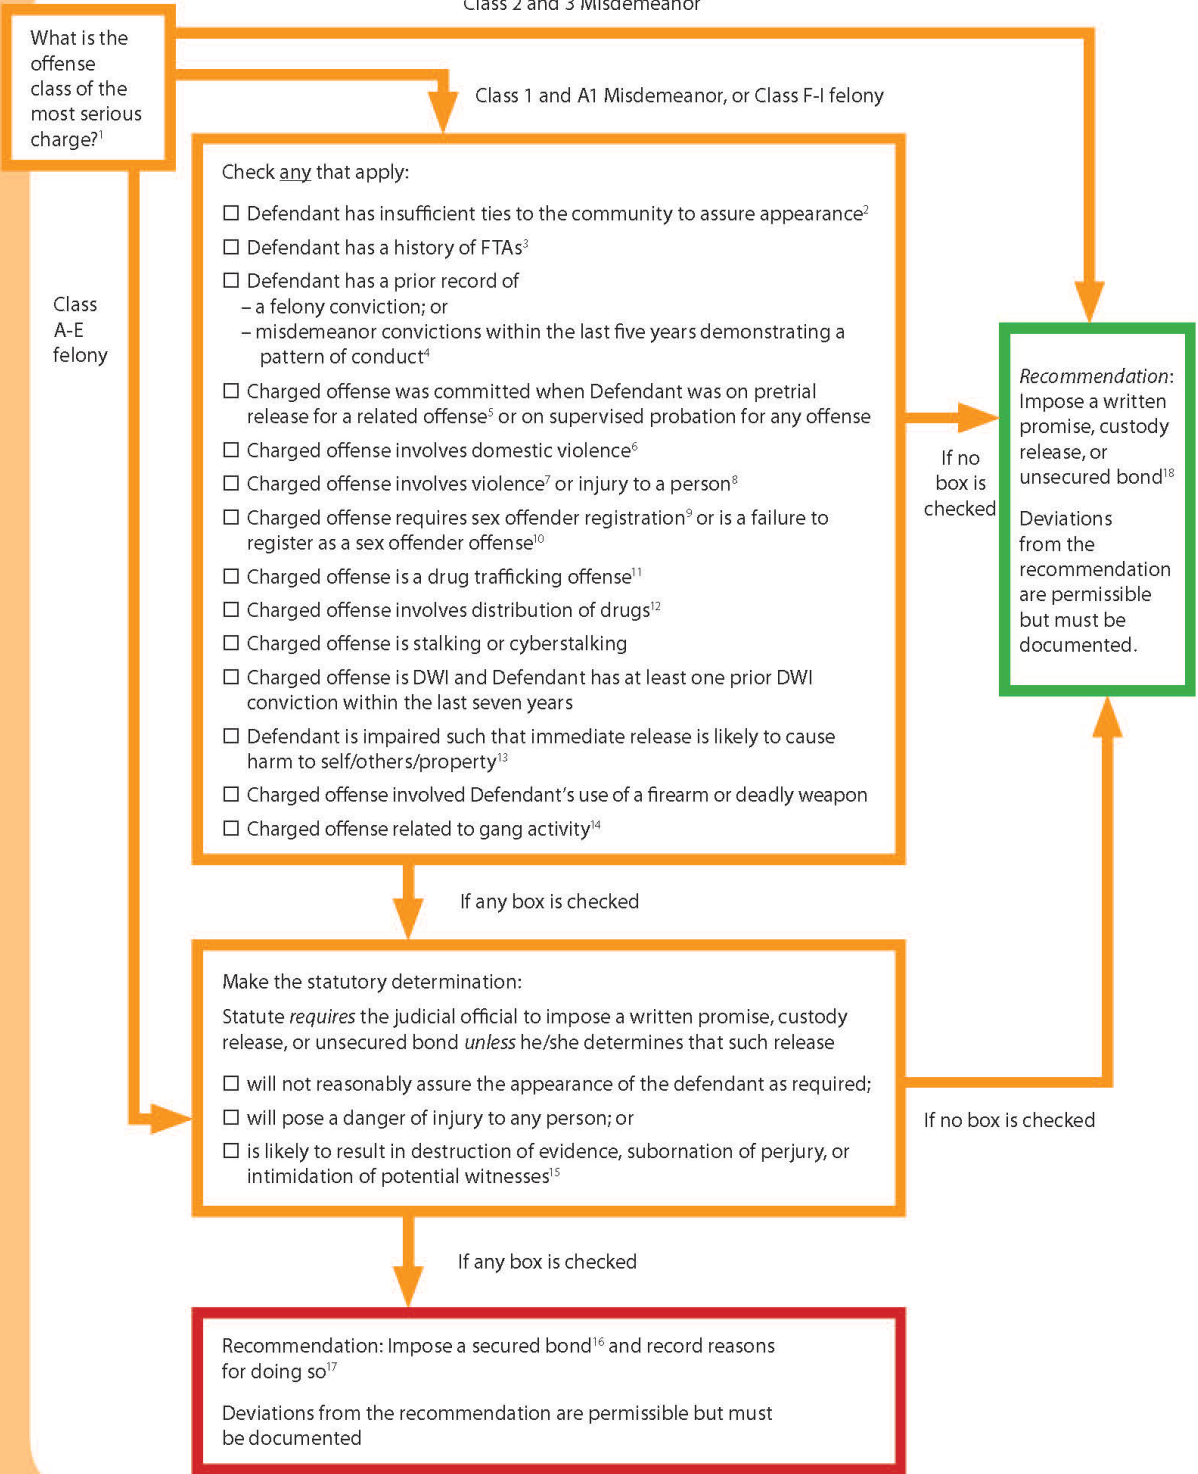 Class 2 and 3 Misdemeanor
What is the
offense
class of the
most serious
charge?¹
Class 1 and A1 Misdemeanor, or Class F-I felony
Class
A-E
felony
Check any that apply:
☐ Defendant has insufficient ties to the community to assure appearance²
☐ Defendant has a history of FTAs³
☐ Defendant has a prior record of
– a felony conviction; or
– misdemeanor convictions within the last five years demonstrating a
pattern of conduct⁴
☐ Charged offense was committed when Defendant was on pretrial
release for a related offense⁵ or on supervised probation for any offense
☐ Charged offense involves domestic violence⁶
☐ Charged offense involves violence⁷ or injury to a person⁸
☐ Charged offense requires sex offender registration⁹ or is a failure to
register as a sex offender offense¹⁰
☐ Charged offense is a drug trafficking offense¹¹
☐ Charged offense involves distribution of drugs¹²
☐ Charged offense is stalking or cyberstalking
☐ Charged offense is DWI and Defendant has at least one prior DWI
conviction within the last seven years
☐ Defendant is impaired such that immediate release is likely to cause
harm to self/others/property¹³
☐ Charged offense involved Defendant’s use of a firearm or deadly weapon
☐ Charged offense related to gang activity¹⁴
If no
box is
checked
Recommendation:
Impose a written
promise, custody
release, or
unsecured bond¹⁸
Deviations
from the
recommendation
are permissible
but must be
documented.
If any box is checked
Make the statutory determination:
Statute requires the judicial official to impose a written promise, custody
release, or unsecured bond unless he/she determines that such release
☐ will not reasonably assure the appearance of the defendant as required;
☐ will pose a danger of injury to any person; or
☐ is likely to result in destruction of evidence, subornation of perjury, or
intimidation of potential witnesses¹⁵
If no box is checked
If any box is checked
Recommendation: Impose a secured bond¹⁶ and record reasons
for doing so¹⁷
Deviations from the recommendation are permissible but must
be documented